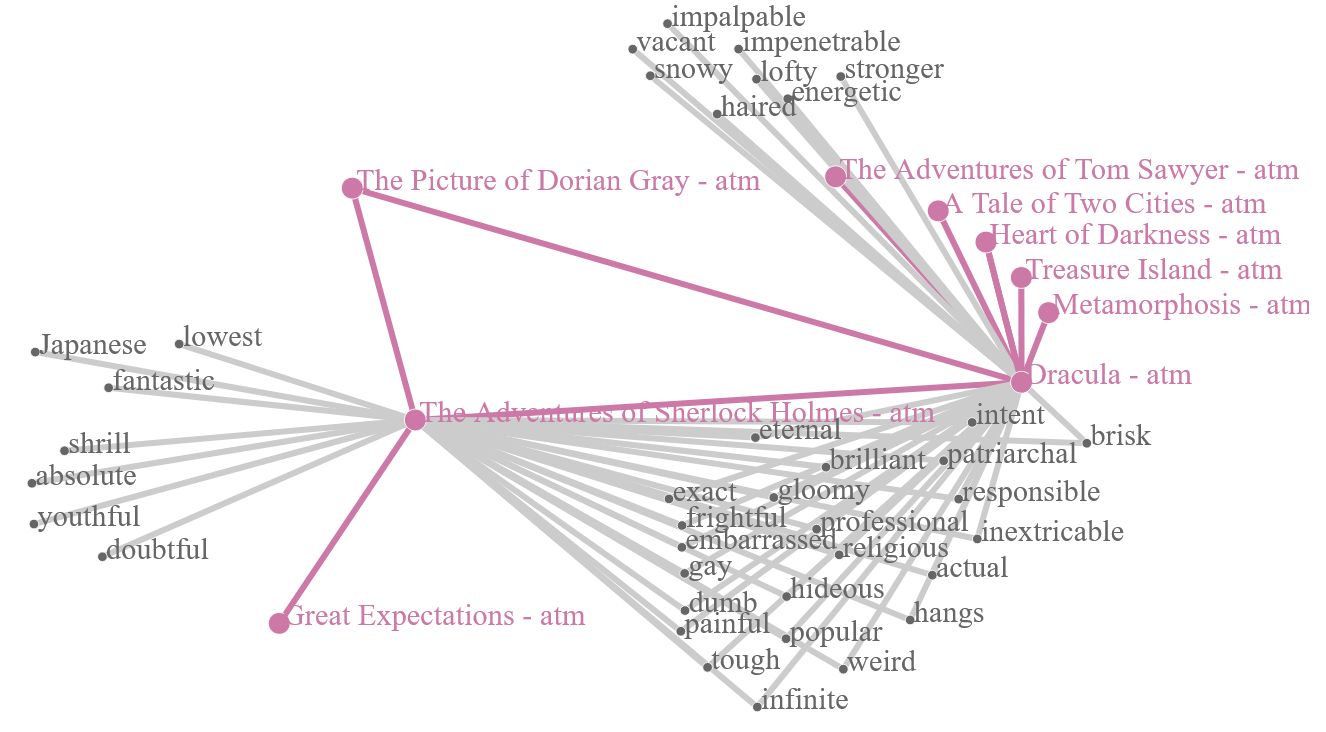 impalpable
vacant
impenetrable
snowy
lofty
stronger
energetic
haired
The Adventures of Tom Sawyer - atm
The Picture of Dorian Gray - atm
A Tale of Two Cities - atm
Heart of Darkness - atm
Treasure Island - atm
Metamorphosis - atm
Japanese
lowest
fantastic
Dracula - atm
The Adventures of Sherlock Holmes - atm
intent
eternal
brisk
shrill
brilliant
patriarchal
absolute
exact
gloomy
responsible
youthful
frightful
professional
embarrassed
inextricable
doubtful
religious
gay
actual
hideous
dumb
Great Expectations - atm
painful
hangs
popular
tough
weird
infinite